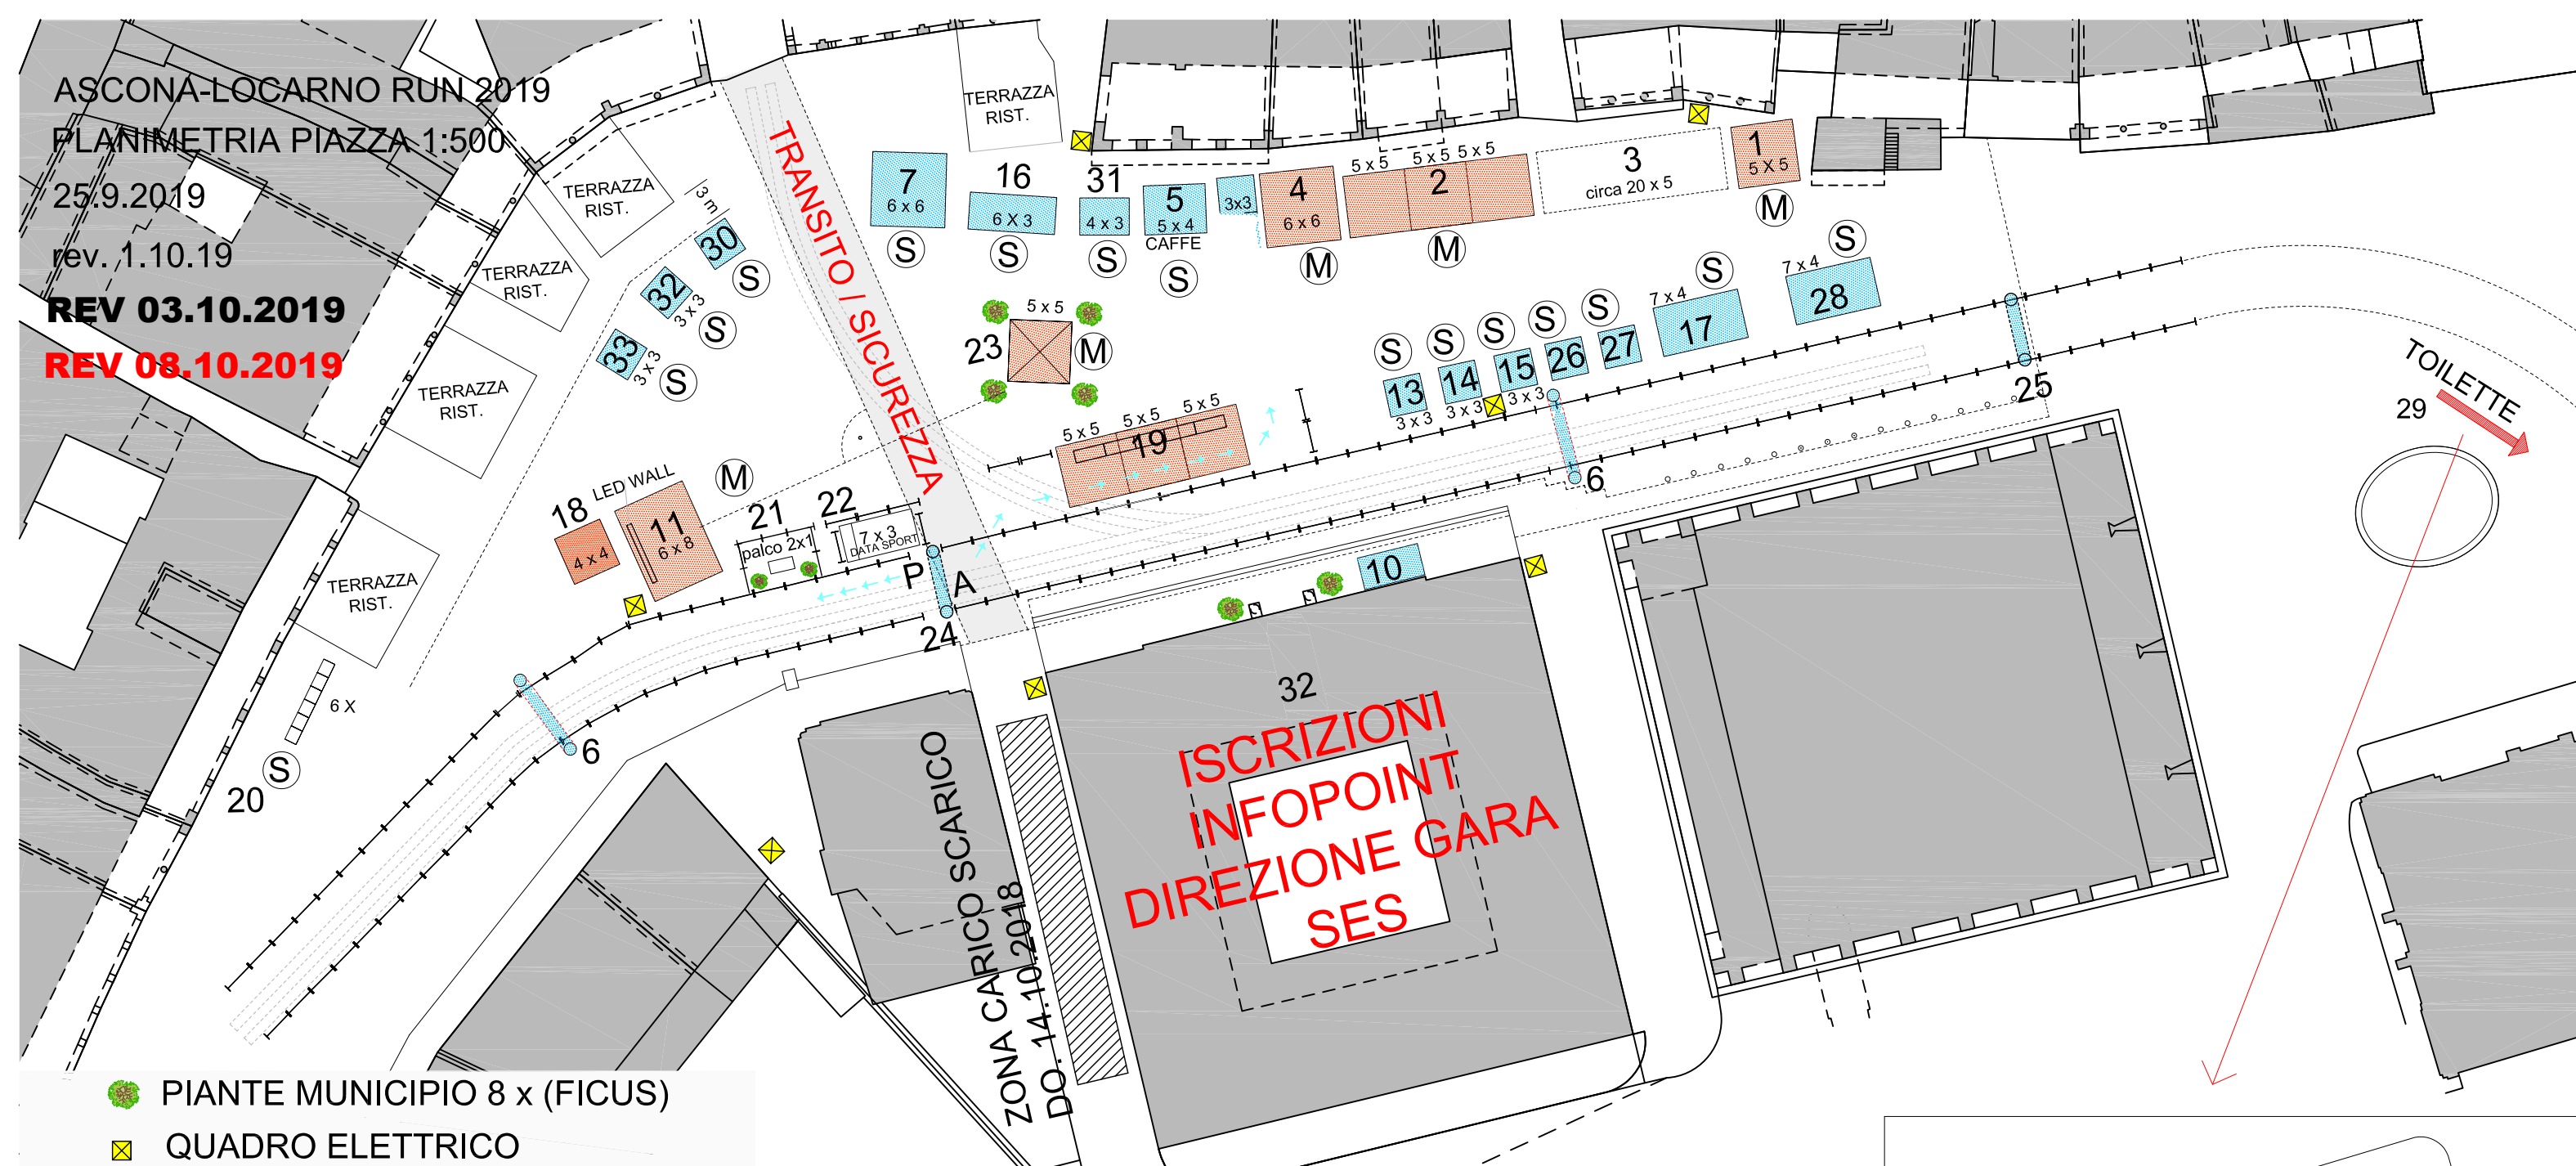 ASCONA-LOCARNO RUN 2019
PLANIMETRIA PIAZZA 1:500
25.9.2019
rev. 1.10.19
REV 03.10.2019
REV 08.10.2019
TERRAZZA
RIST.
TERRAZZA
RIST.
TERRAZZA
RIST.
TERRAZZA
RIST.
TERRAZZA
RIST.
TRANSITO / SICUREZZA
3 m
30
S
32
3 x 3
S
33
3 x 3
S
7
6 x 6
S
16
6 X 3
S
31
4 x 3
S
5
5 x 4
CAFFE
S
3x3
4
6 x 6
M
5 x 5
5 x 5
5 x 5
2
M
3
circa 20 x 5
1
5 X 5
M
5 x 5
23
M
S
13
3 x 3
S
14
3 x 3
S
15
3 x 3
S
26
S
27
S
7 x 4
17
S
7 x 4
28
25
TOILETTE
29
5 x 5
5 x 5
5 x 5
19
6
18
4 x 4
LED WALL
11
6 x 8
M
21
palco 2x1
22
7 x 3
DATA SPORT
P
A
24
10
6
6 X
S
20
32
ISCRIZIONI
INFOPOINT
DIREZIONE GARA
SES
ZONA CARICO SCARICO
DO. 14.10.2018
PIANTE MUNICIPIO 8 x (FICUS)
QUADRO ELETTRICO